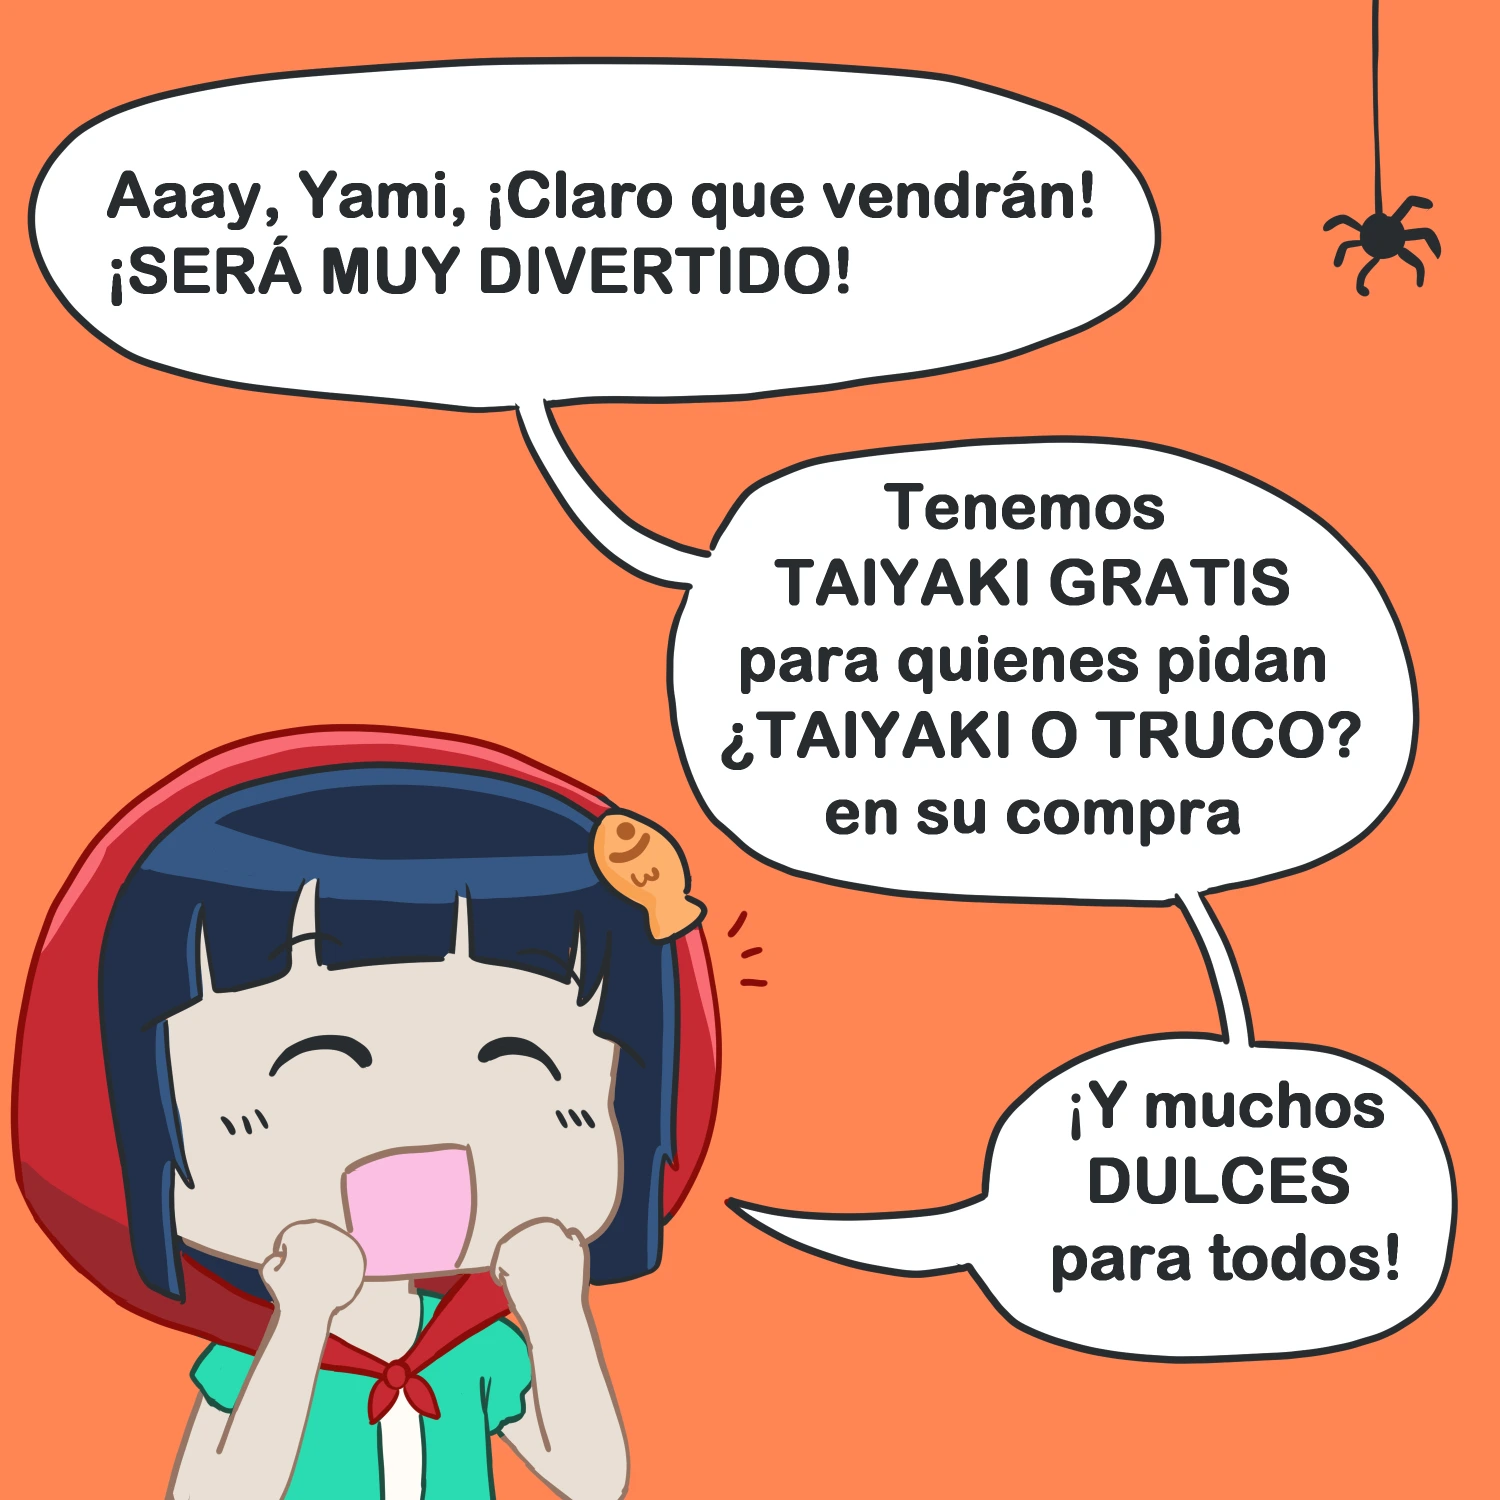 Aaay, Yami, ¡Claro que vendrán!
¡SERÁ MUY DIVERTIDO!
Tenemos
TAIYAKI GRATIS
para quienes pidan
¿TAIYAKI O TRUCO?
en su compra
¡Y muchos
DULCES
para todos!